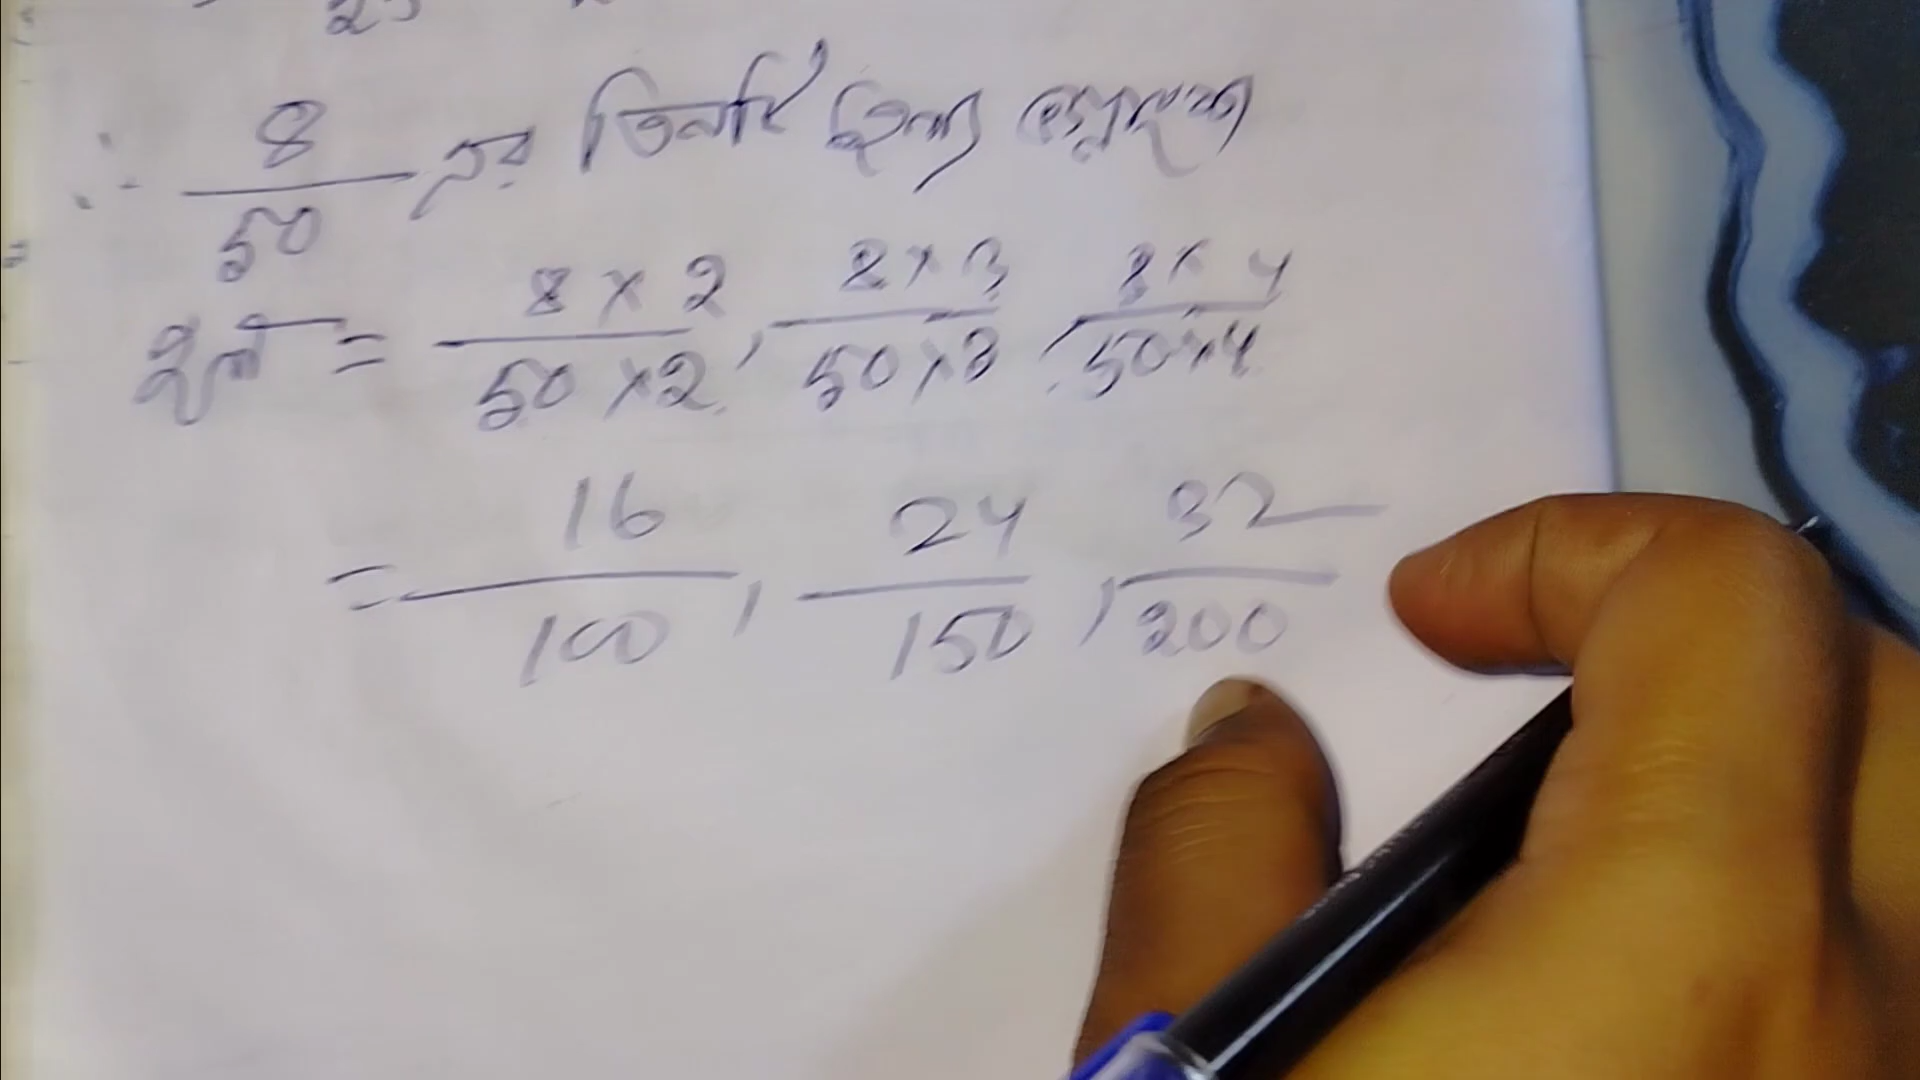 25
∴ 8/50 এর তিনটি তুল্য ভগ্নাংশ
হল = 8 × 2 / 50 × 2, 8 × 3 / 50 × 3, 8 × 4 / 50 × 4
= 16/100, 24/150, 32/200